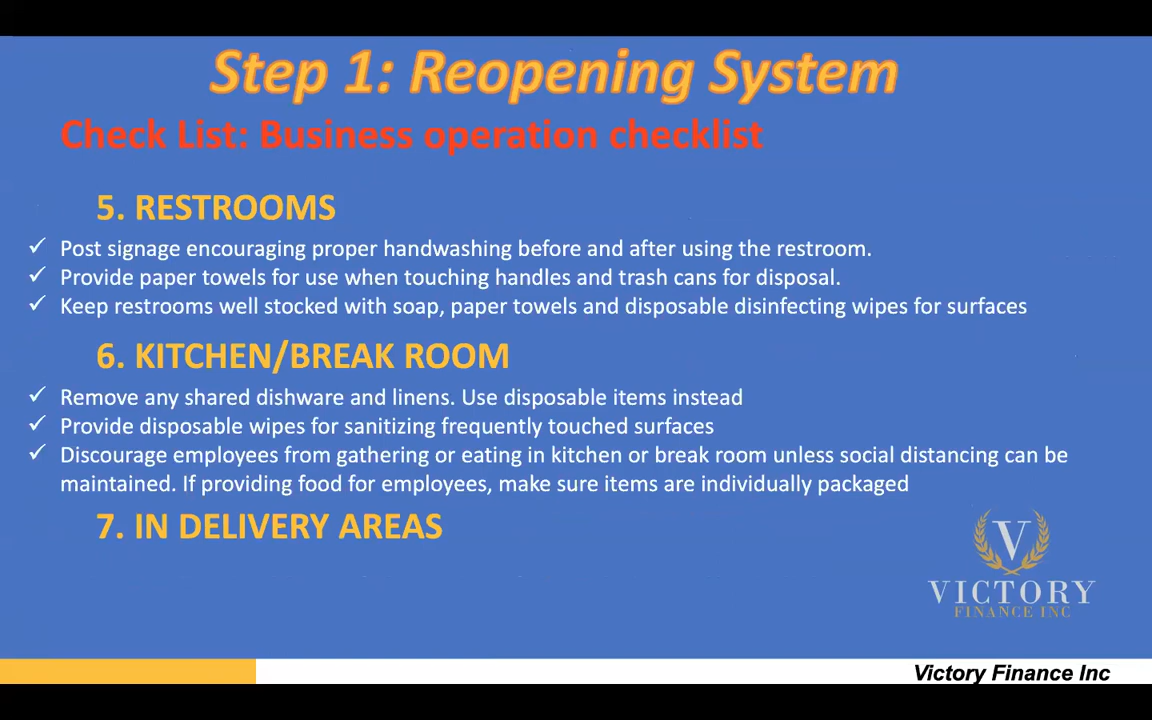 Step 1: Reopening System
Check List: Business operation checklist
5. RESTROOMS
✓ Post signage encouraging proper handwashing before and after using the restroom.
✓ Provide paper towels for use when touching handles and trash cans for disposal.
✓ Keep restrooms well stocked with soap, paper towels and disposable disinfecting wipes for surfaces
6. KITCHEN/BREAK ROOM
✓ Remove any shared dishware and linens. Use disposable items instead
✓ Provide disposable wipes for sanitizing frequently touched surfaces
✓ Discourage employees from gathering or eating in kitchen or break room unless social distancing can be
maintained. If providing food for employees, make sure items are individually packaged
7. IN DELIVERY AREAS
V
VICTORY
FINANCE INC
Victory Finance Inc